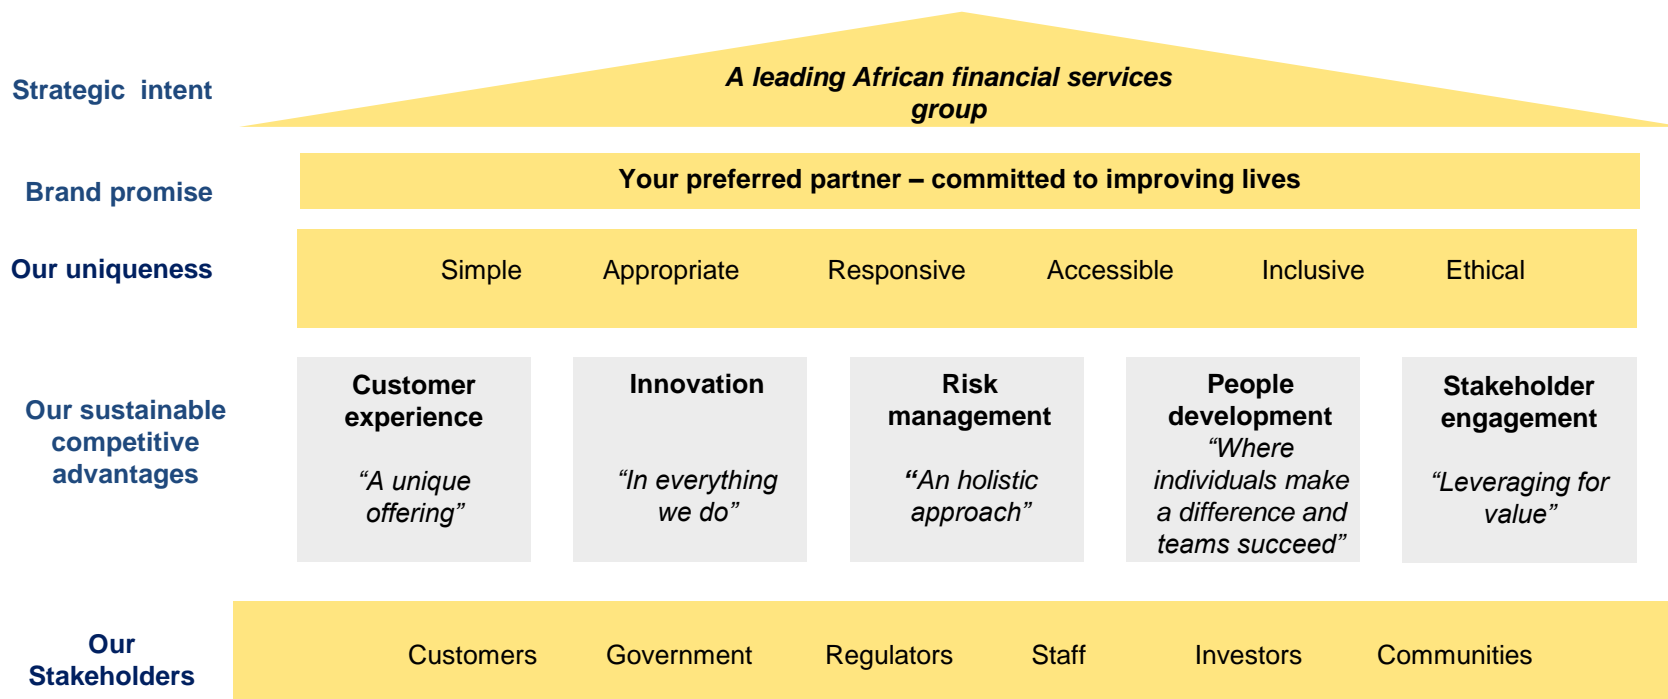 Strategic intent
A leading African financial services
group
Brand promise
Your preferred partner – committed to improving lives
Our uniqueness
Simple Appropriate Responsive Accessible Inclusive Ethical
Our sustainable
competitive
advantages
Customer
experience
“A unique
offering”
Innovation
“In everything
we do”
Risk
management
“An holistic
approach”
People
development
“Where
individuals make
a difference and
teams succeed”
Stakeholder
engagement
“Leveraging for
value”
Our
Stakeholders
Customers Government Regulators Staff Investors Communities